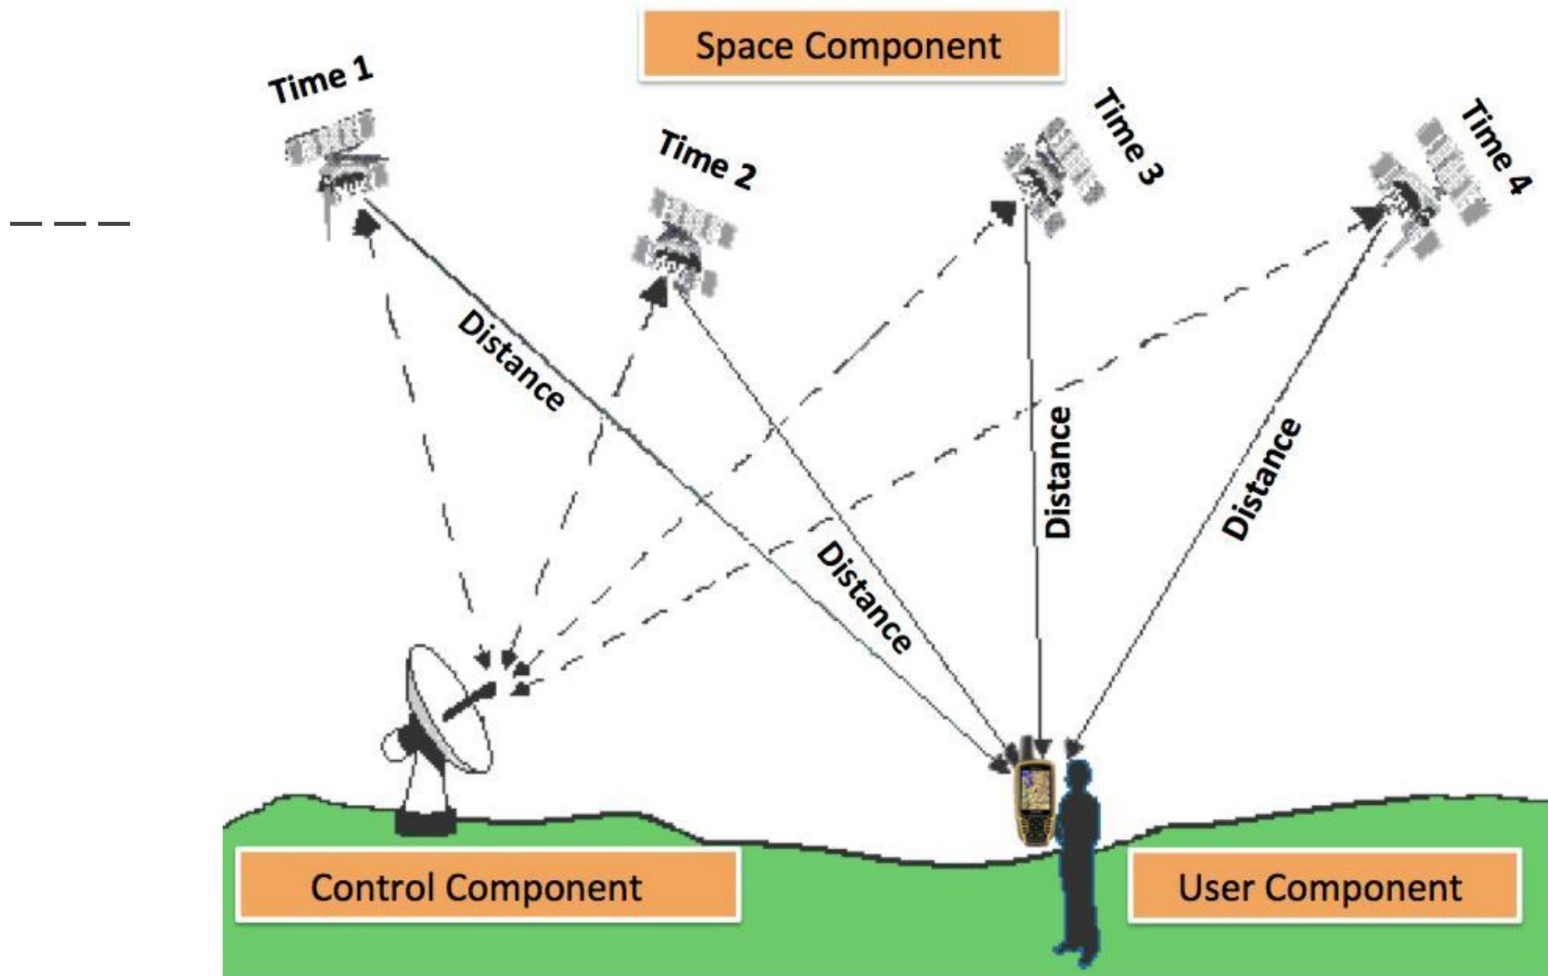 Space Component
Time 1
Time 2
Time 3
Time 4
Distance
Distance
Distance
Distance
Control Component
User Component